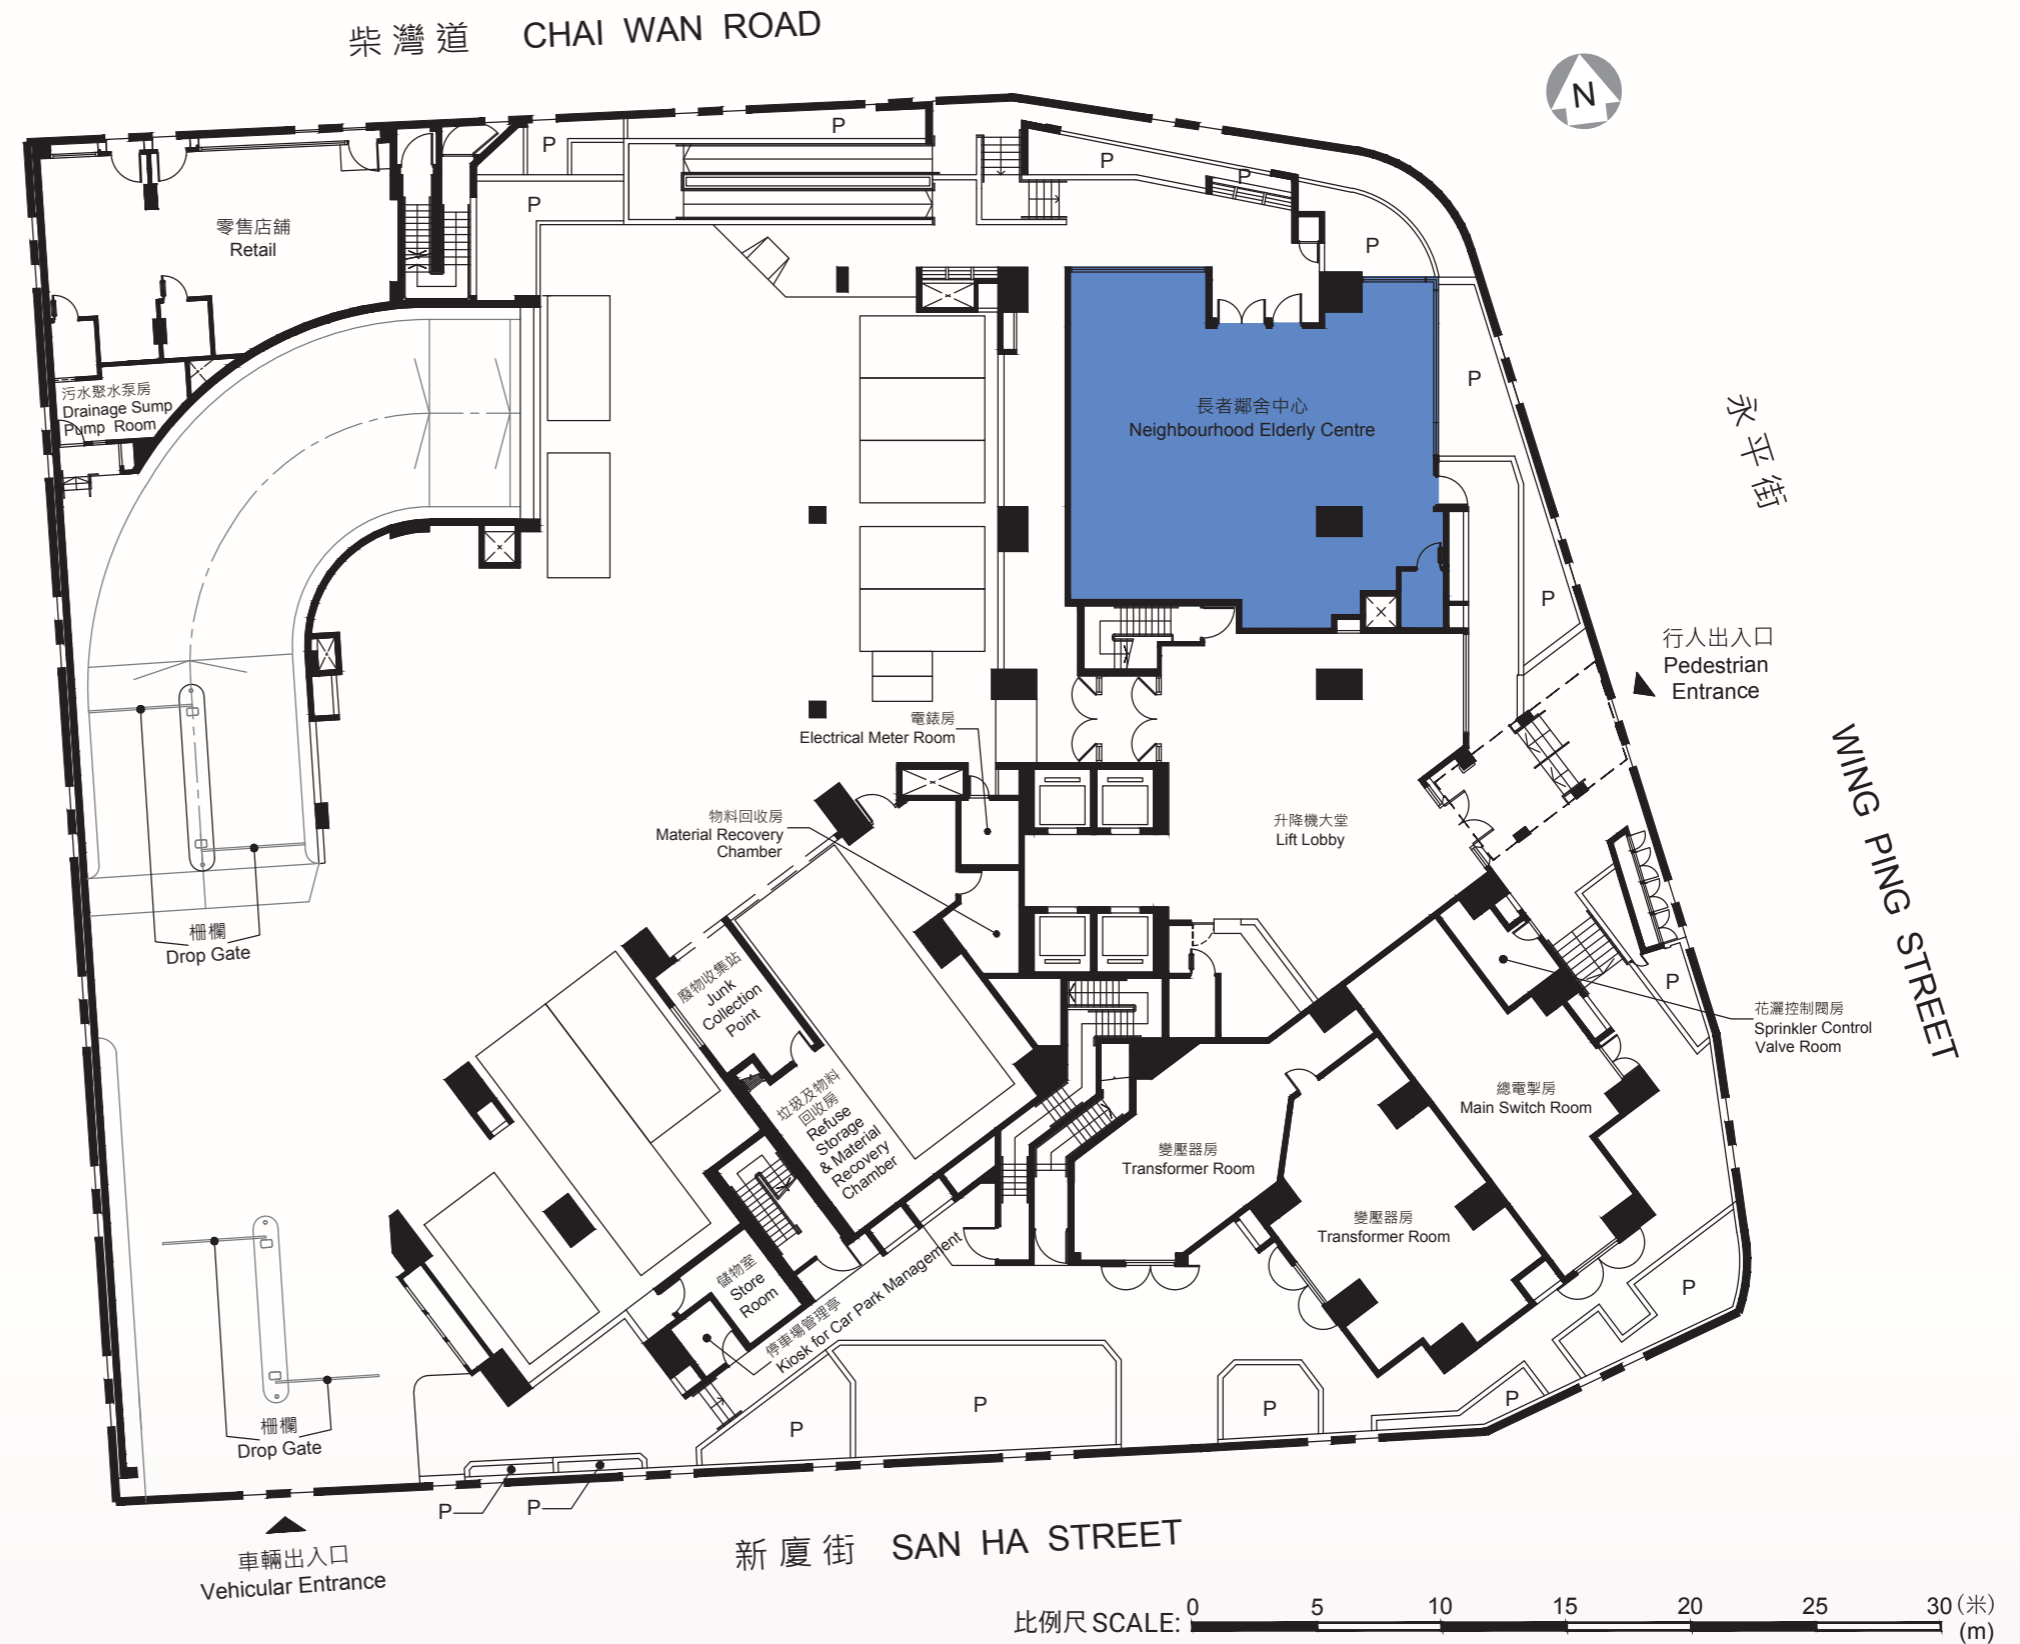 柴灣道 CHAI WAN ROAD
N
P
P
P
P
P
P
零售店舖
Retail
污水聚水泵房
Drainage Sump
Pump Room
長者鄰舍中心
Neighbourhood Elderly Centre
P
P
永平街
WING PING STREET
行人出入口
Pedestrian
Entrance
電錶房
Electrical Meter Room
物料回收房
Material Recovery
Chamber
升降機大堂
Lift Lobby
柵欄
Drop Gate
廢物收集站
Junk
Collection
Point
垃圾及物料
回收房
Refuse
Storage
& Material
Recovery
Chamber
P
花灑控制閥房
Sprinkler Control
Valve Room
總電掣房
Main Switch Room
變壓器房
Transformer Room
變壓器房
Transformer Room
儲物室
Store
Room
停車場管理亭
Kiosk for Car Park Management
P
P
P
P
P
柵欄
Drop Gate
P
P
車輛出入口
Vehicular Entrance
新廈街 SAN HA STREET
比例尺 SCALE: 0 5 10 15 20 25 30 (米)
(m)